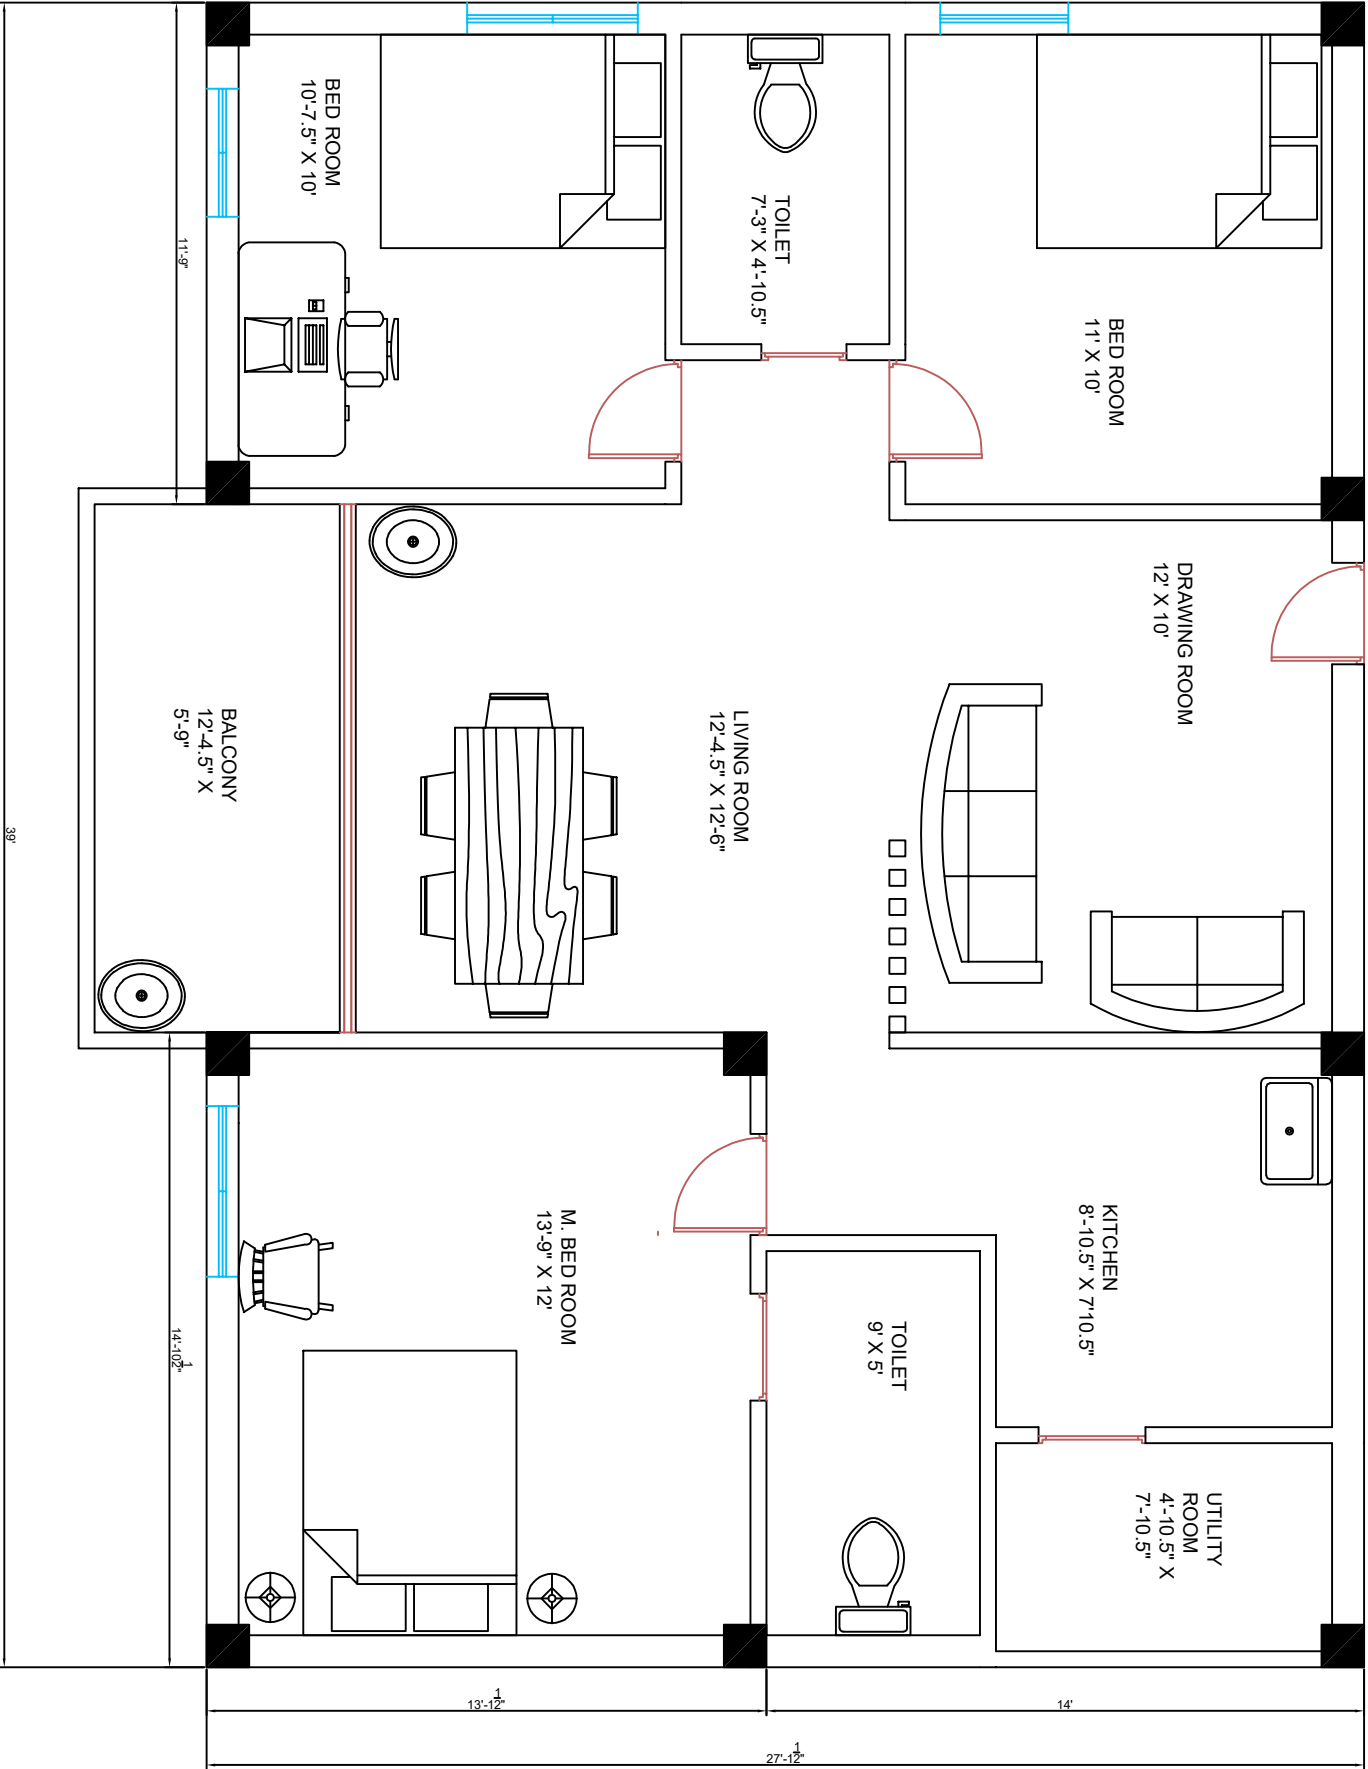 BED ROOM
11' X 10'
DRAWING ROOM
12' X 10'
KITCHEN
8'-10.5" X 7'10.5"
UTILITY
ROOM
4'-10.5" X
7'-10.5"
TOILET
7'-3" X 4'-10.5"
LIVING ROOM
12'-4.5" X 12'-6"
TOILET
9' X 5'
BED ROOM
10'-7.5" X 10'
M. BED ROOM
13'-9" X 12'
BALCONY
12'-4.5" X
5'-9"
11'-9"
14'-10 1/2"
39'
14'
13'-1 1/2"
27'-1 1/2"